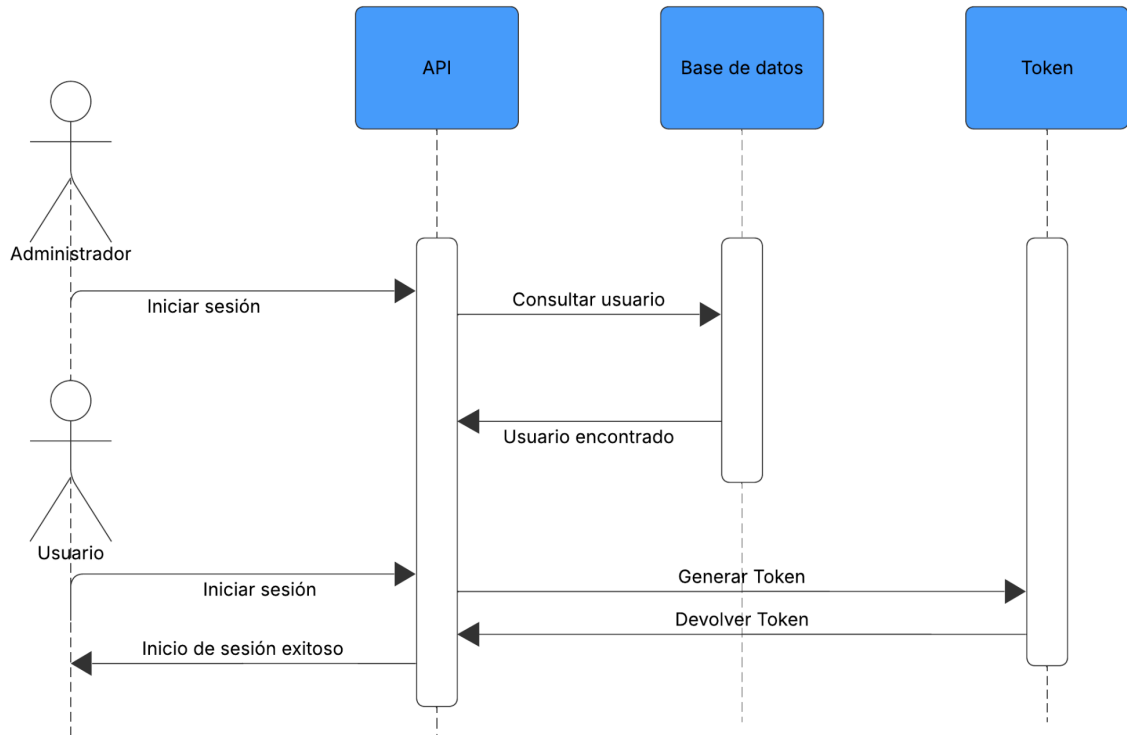 API
Base de datos
Token
Administrador
Iniciar sesión
Consultar usuario
Usuario encontrado
Usuario
Iniciar sesión
Generar Token
Devolver Token
Inicio de sesión exitoso